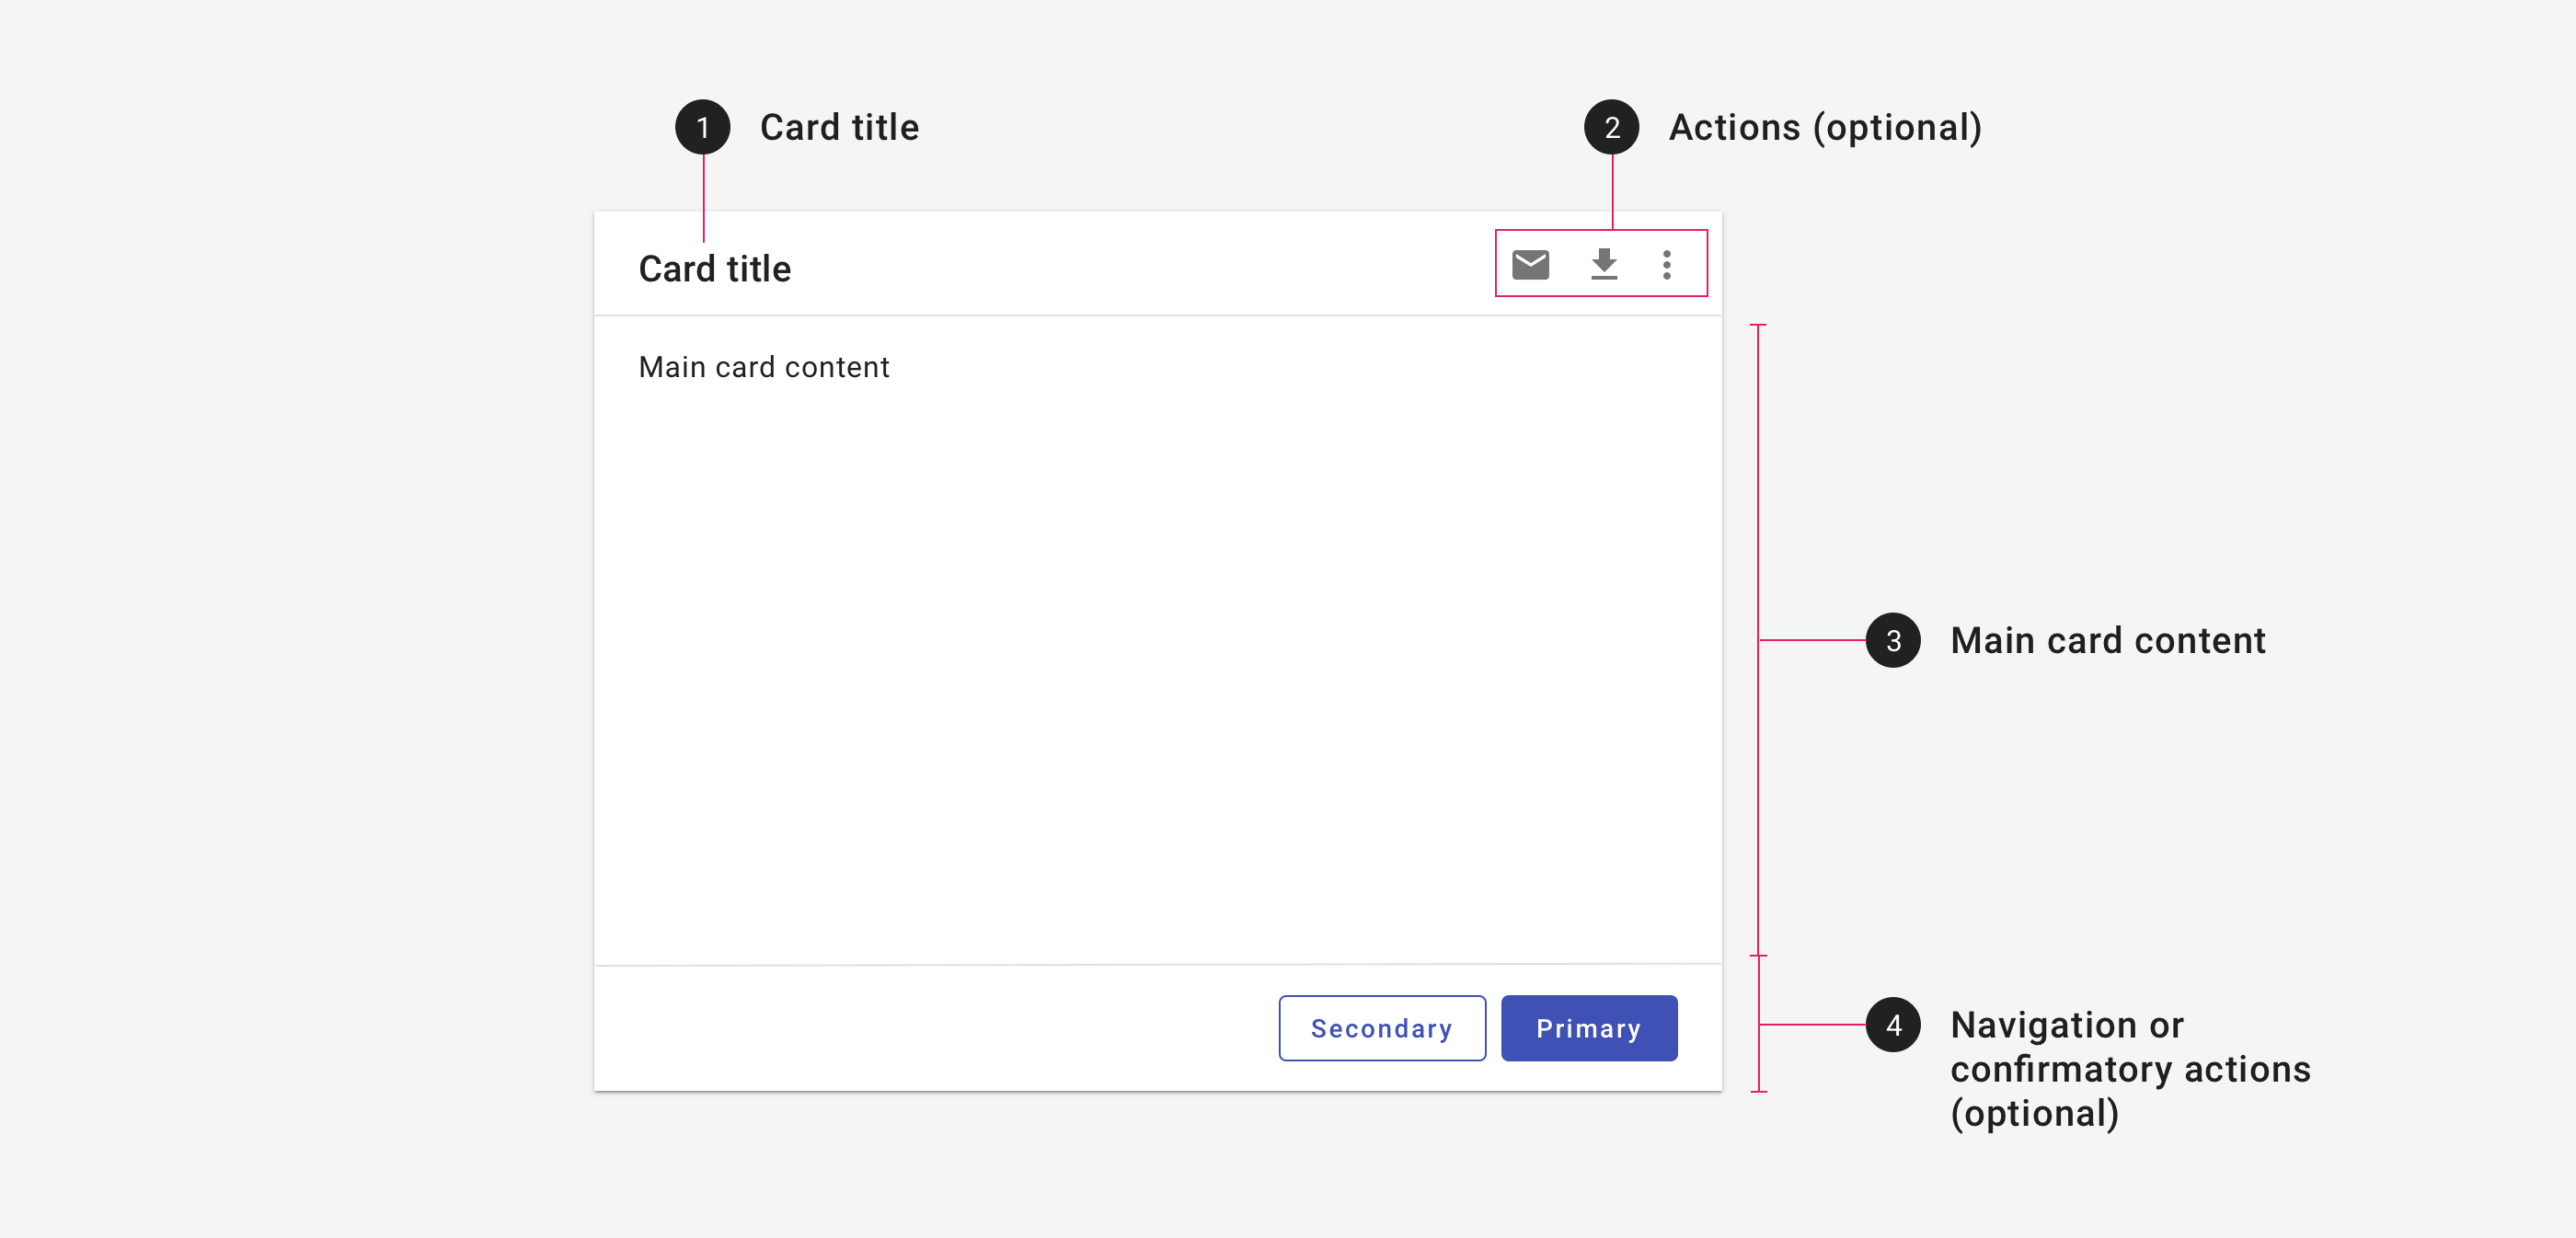 1 Card title
2 Actions (optional)
Card title
Main card content
3 Main card content
Secondary Primary
4 Navigation or
confirmatory actions
(optional)